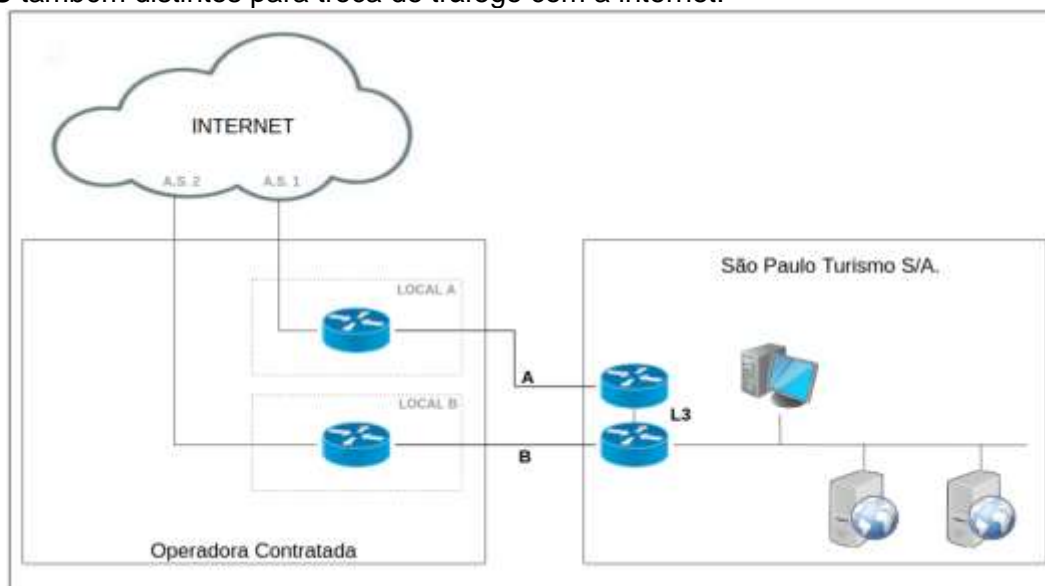 também distintos para troca de tráfego com a internet.
INTERNET
A.S. 2
A.S. 1
São Paulo Turismo S/A.
LOCAL A
A
L3
LOCAL B
B
Operadora Contratada